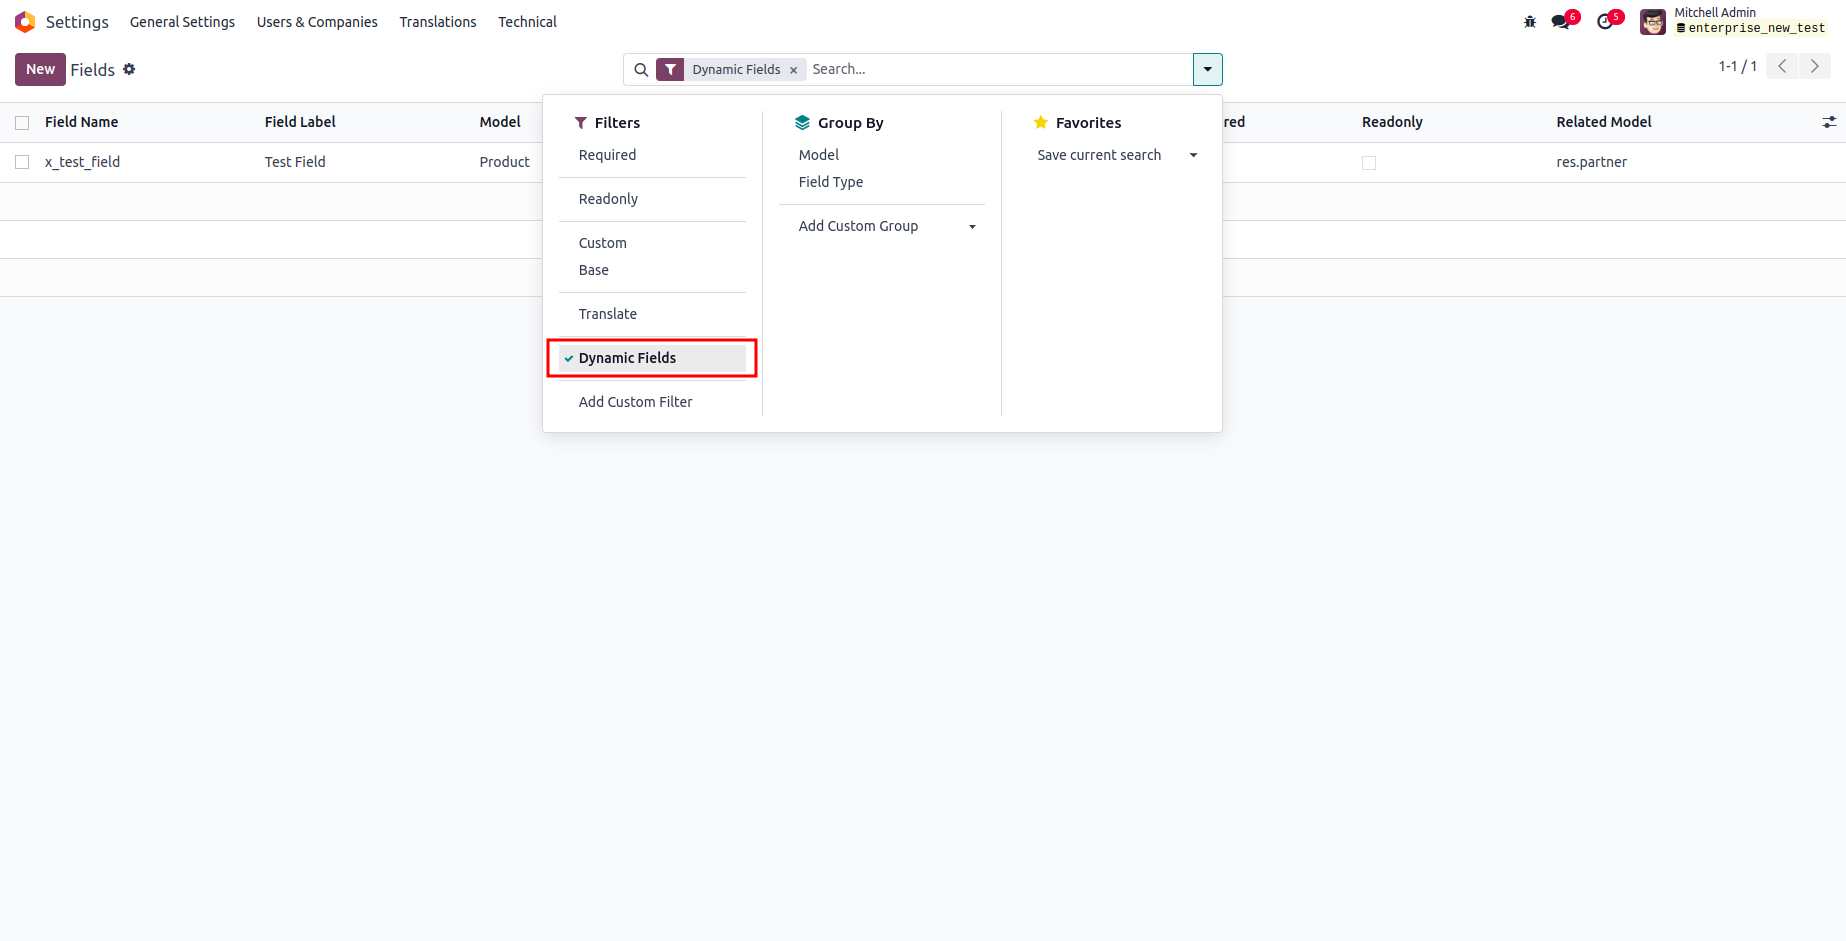 Settings General Settings Users & Companies Translations Technical 6 5 Mitchell Admin
enterprise_new_test
New Fields Dynamic Fields × Search... 1-1 / 1
Field Name Field Label Model red Readonly Related Model
x_test_field Test Field Product res.partner
Filters
Required
Readonly
Custom
Base
Translate
Dynamic Fields
Add Custom Filter
Group By
Model
Field Type
Add Custom Group
Favorites
Save current search